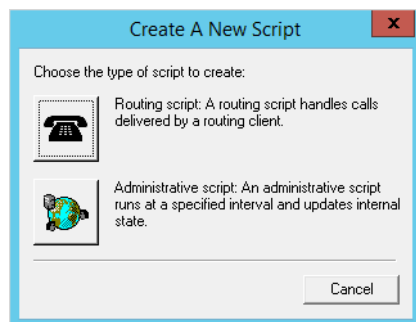 Create A New Script
x
Choose the type of script to create:
Routing script: A routing script handles calls
delivered by a routing client.
Administrative script: An administrative script
runs at a specified interval and updates internal
state.
Cancel